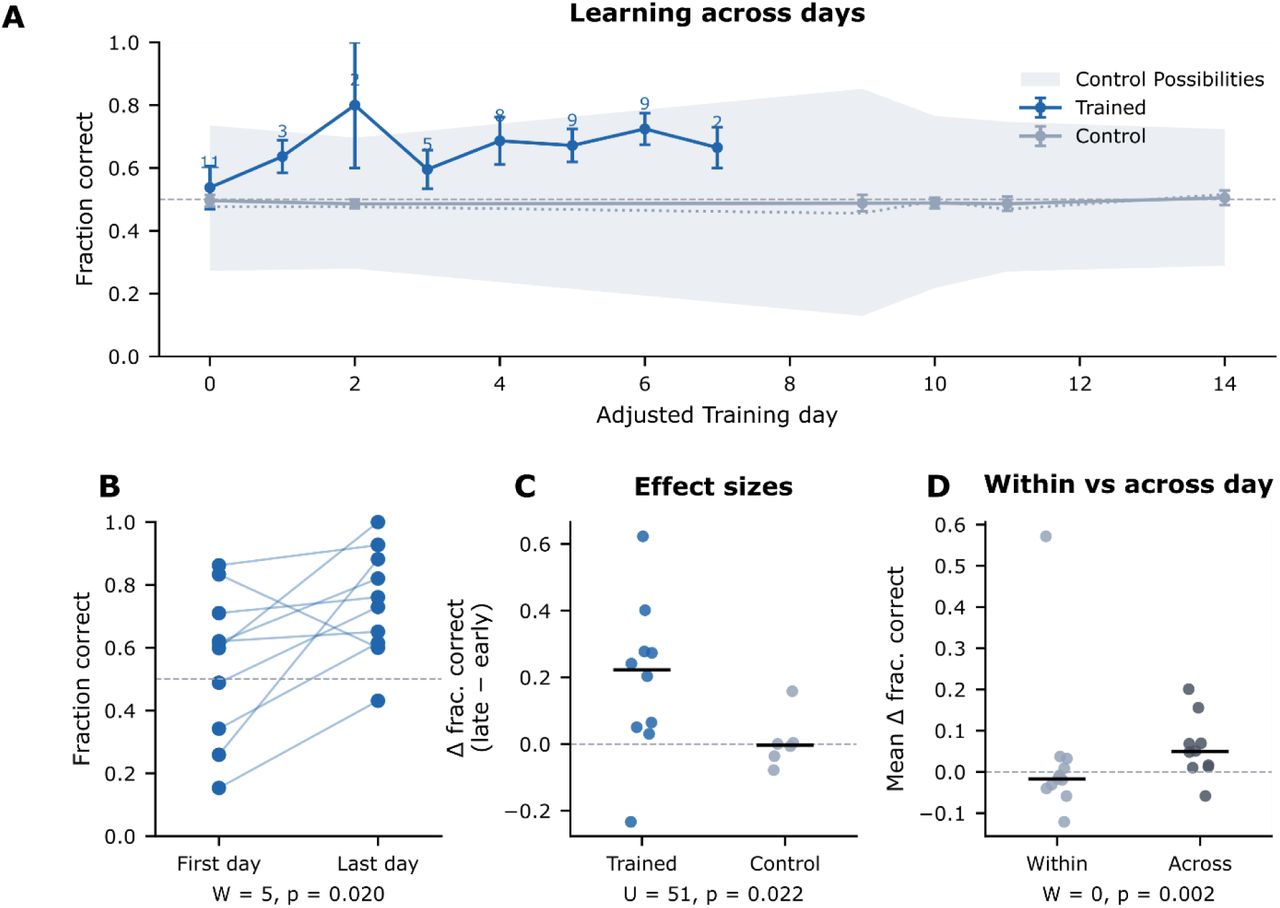 A
Learning across days
Fraction correct
1.0
0.8
0.6
0.4
0.2
0.0
11
3
2
5
8
9
9
2
Control Possibilities
Trained
Control
0 2 4 6 8 10 12 14
Adjusted Training day
B
Fraction correct
1.0
0.8
0.6
0.4
0.2
0.0
First day Last day
W = 5, p = 0.020
C
Effect sizes
Δ frac. correct
(late − early)
0.6
0.4
0.2
0.0
−0.2
Trained Control
U = 51, p = 0.022
D
Within vs across day
Mean Δ frac. correct
0.6
0.5
0.4
0.3
0.2
0.1
0.0
−0.1
Within Across
W = 0, p = 0.002